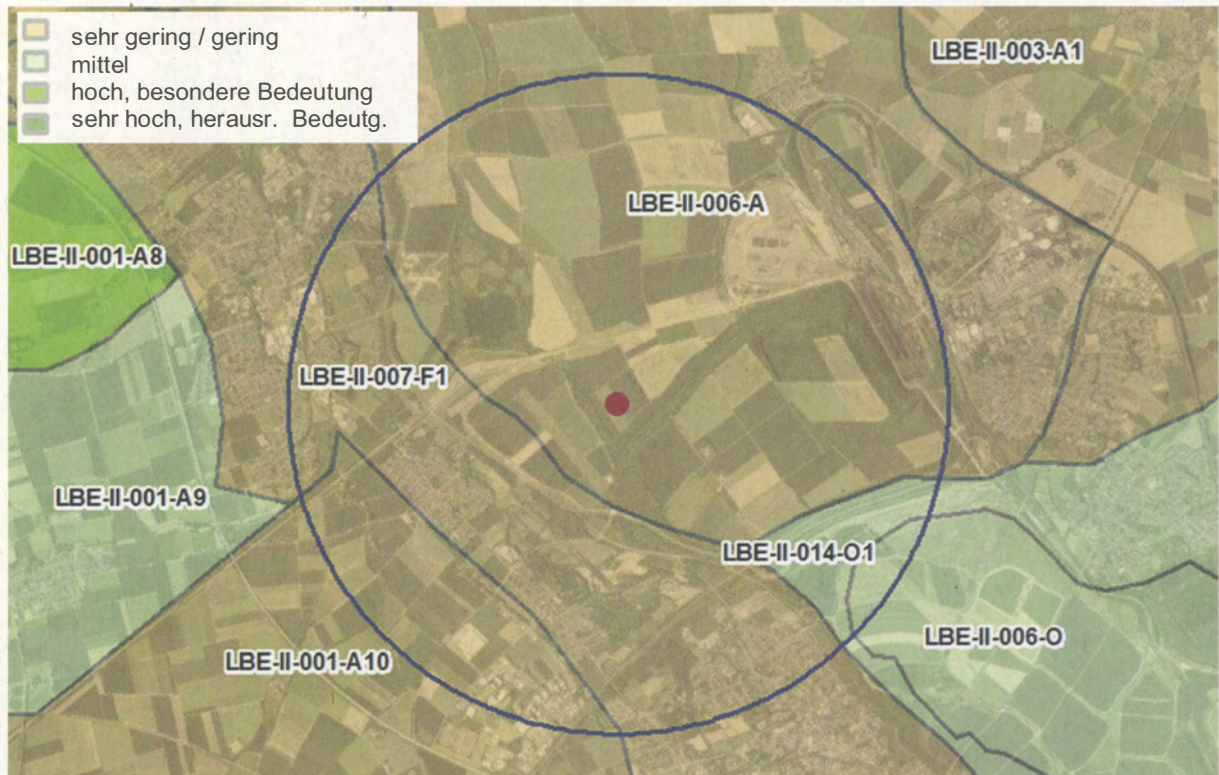 sehr gering / gering
mittel
hoch, besondere Bedeutung
sehr hoch, herausr. Bedeutg.
LBE-II-003-A1
LBE-II-006-A
LBE-II-001-A8
LBE-II-007-F1
LBE-II-001-A9
LBE-II-014-O1
LBE-II-006-O
LBE-II-001-A10